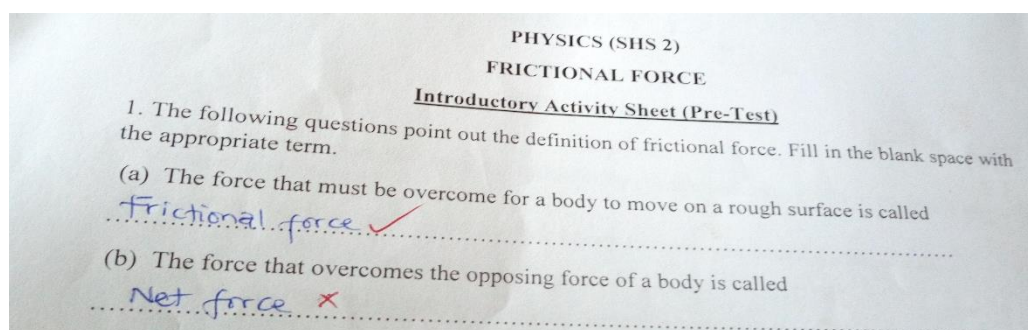 PHYSICS (SHS 2)
FRICTIONAL FORCE
Introductory Activity Sheet (Pre-Test)
1. The following questions point out the definition of frictional force. Fill in the blank space with
the appropriate term.
(a) The force that must be overcome for a body to move on a rough surface is called
frictional force
(b) The force that overcomes the opposing force of a body is called
Net force